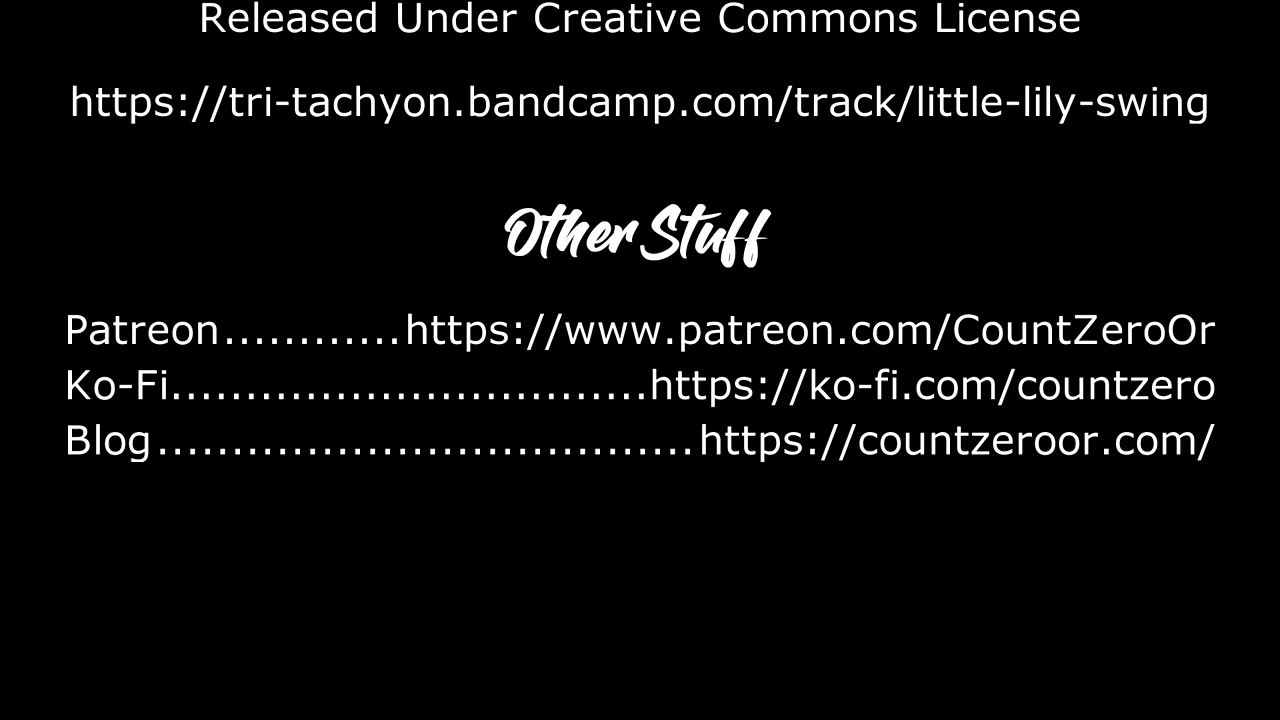 Released Under Creative Commons License
https://tri-tachyon.bandcamp.com/track/little-lily-swing
Other Stuff
Patreon............https://www.patreon.com/CountZeroOr
Ko-Fi................................https://ko-fi.com/countzero
Blog....................................https://countzeroor.com/